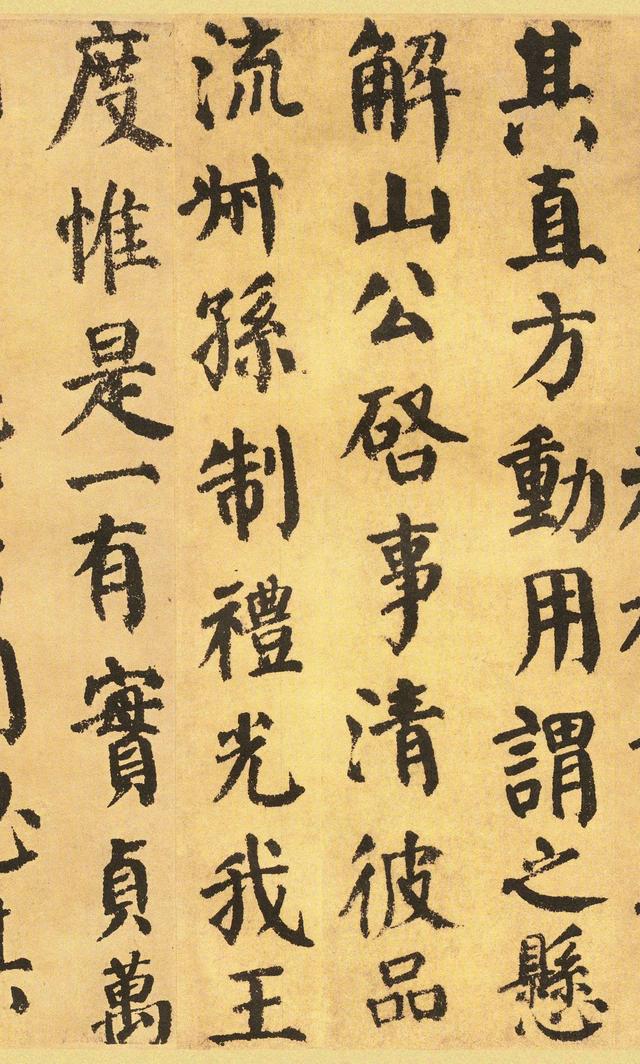 其直方動用謂之懸
解山公啓事清彼品
流叔孫制禮光我王
度惟是一有實貞萬